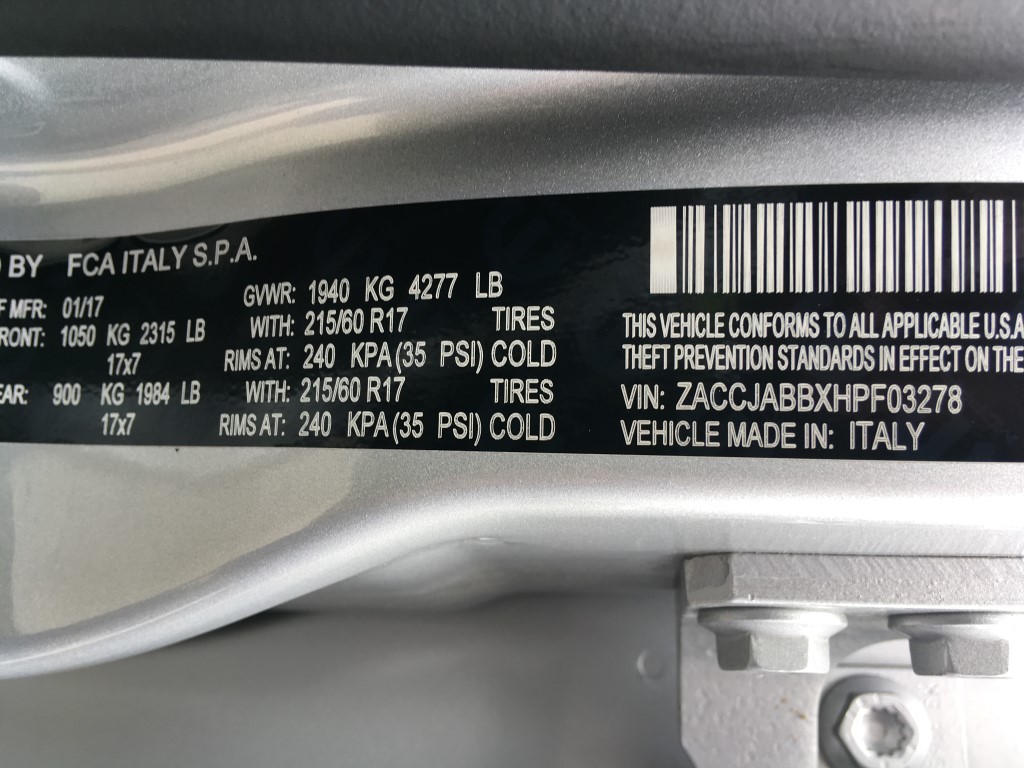 BY FCA ITALY S.P.A.
F MFR: 01/17 GVWR: 1940 KG 4277 LB
RONT: 1050 KG 2315 LB WITH: 215/60 R17 TIRES
17x7 RIMS AT: 240 KPA(35 PSI) COLD
EAR: 900 KG 1984 LB WITH: 215/60 R17 TIRES
17x7 RIMS AT: 240 KPA(35 PSI) COLD
THIS VEHICLE CONFORMS TO ALL APPLICABLE U.S.A
THEFT PREVENTION STANDARDS IN EFFECT ON THE
VIN: ZACCJABBXHPF03278
VEHICLE MADE IN: ITALY